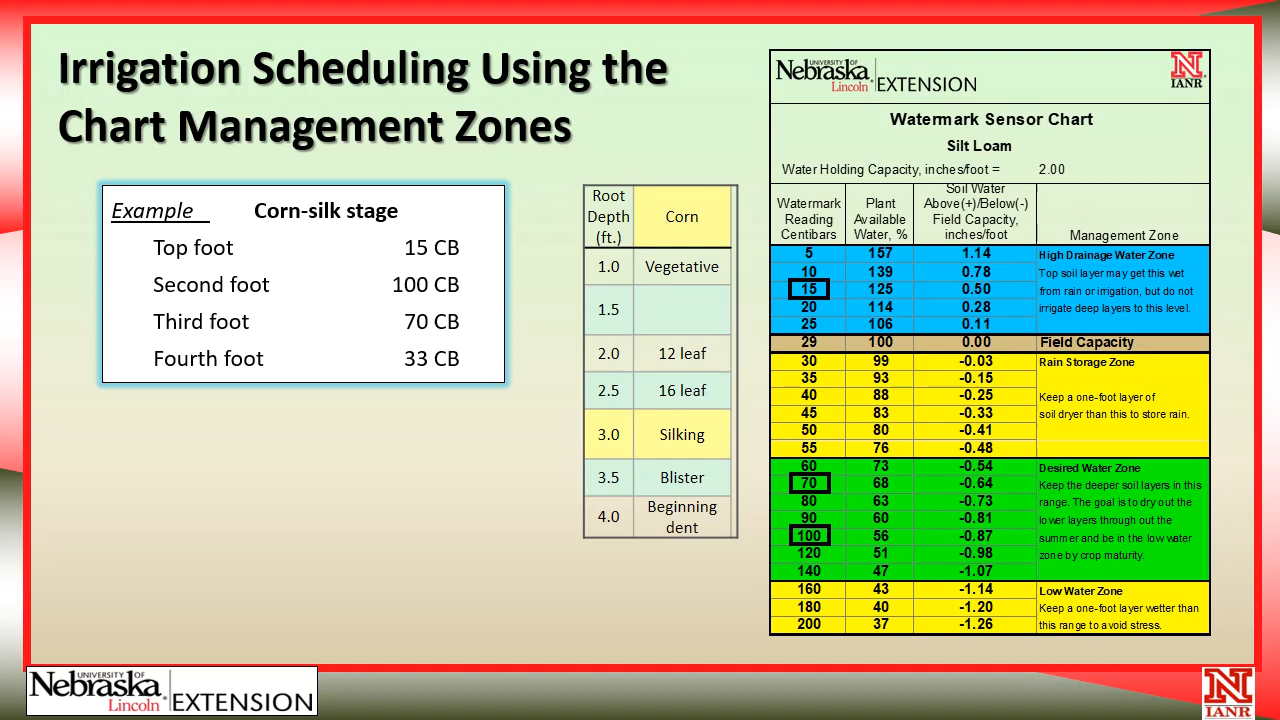 Irrigation Scheduling Using the
Chart Management Zones
Example Corn-silk stage
Top foot 15 CB
Second foot 100 CB
Third foot 70 CB
Fourth foot 33 CB
Root
Depth
(ft.)
Corn
1.0 Vegetative
1.5
2.0 12 leaf
2.5 16 leaf
3.0 Silking
3.5 Blister
4.0 Beginning
dent
UNIVERSITY OF
Nebraska
Lincoln
EXTENSION
N
IANR
Watermark Sensor Chart
Silt Loam
Water Holding Capacity, inches/foot = 2.00
Watermark
Reading
Centibars
Plant
Available
Water, %
Soil Water
Above(+)/Below(-)
Field Capacity,
inches/foot
Management Zone
5 157 1.14 High Drainage Water Zone
10 139 0.78 Top soil layer may get this wet
15 125 0.50 from rain or irrigation, but do not
20 114 0.28 irrigate deep layers to this level.
25 106 0.11
29 100 0.00 Field Capacity
30 99 -0.03 Rain Storage Zone
35 93 -0.15
40 88 -0.25 Keep a one-foot layer of
45 83 -0.33 soil dryer than this to store rain.
50 80 -0.41
55 76 -0.48
60 73 -0.54 Desired Water Zone
70 68 -0.64 Keep the deeper soil layers in this
80 63 -0.73 range. The goal is to dry out the
90 60 -0.81 lower layers through out the
100 56 -0.87 summer and be in the low water
120 51 -0.98 zone by crop maturity.
140 47 -1.07
160 43 -1.14 Low Water Zone
180 40 -1.20 Keep a one-foot layer wetter than
200 37 -1.26 this range to avoid stress.
UNIVERSITY OF
Nebraska
Lincoln
EXTENSION
N
IANR